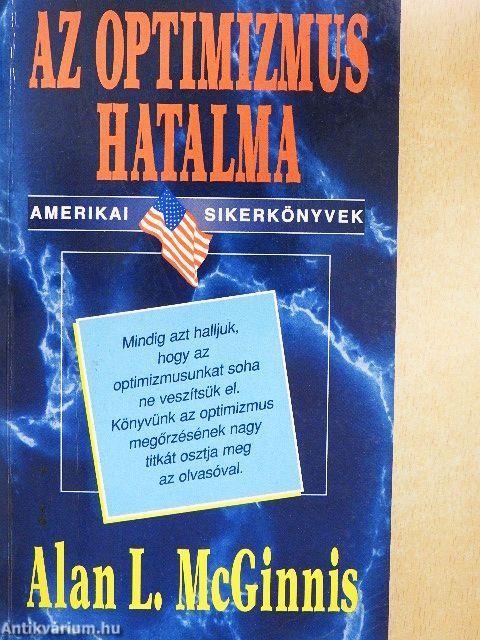 AZ OPTIMIZMUS
HATALMA
AMERIKAI SIKERKÖNYVEK
Mindig azt halljuk,
hogy az
optimizmusunkat soha
ne veszítsük el.
Könyvünk az optimizmus
megőrzésének nagy
titkát osztja meg
az olvasóval.
Alan L. McGinnis
Antikvárium.hu